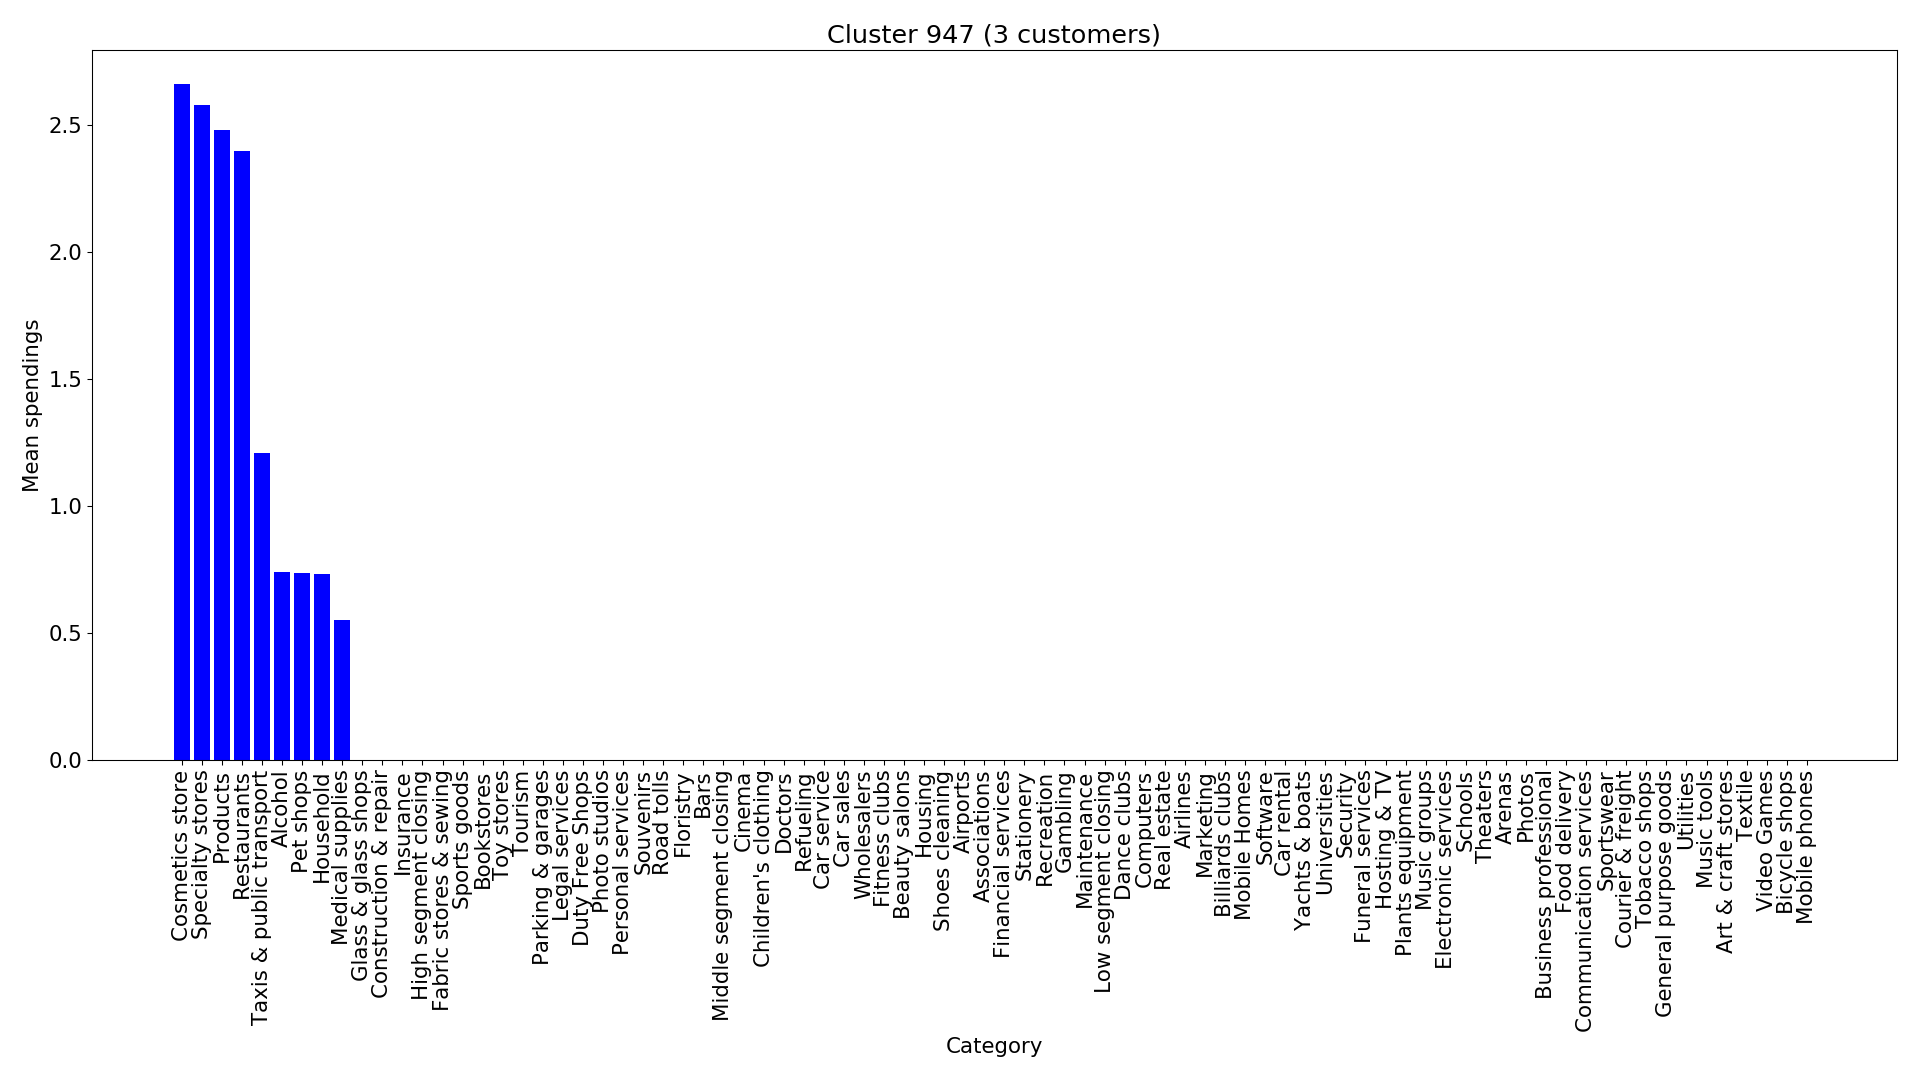 Cluster 947 (3 customers)
Mean spendings
2.5
2.0
1.5
1.0
0.5
0.0
Cosmetics store
Specialty stores
Products
Restaurants
Taxis & public transport
Alcohol
Pet shops
Household
Medical supplies
Glass & glass shops
Construction & repair
Insurance
High segment closing
Fabric stores & sewing
Sports goods
Bookstores
Toy stores
Tourism
Parking & garages
Legal services
Duty Free Shops
Photo studios
Personal services
Souvenirs
Road tolls
Floristry
Bars
Middle segment closing
Cinema
Children's clothing
Doctors
Refueling
Car service
Car sales
Wholesalers
Fitness clubs
Beauty salons
Housing
Shoes cleaning
Airports
Associations
Financial services
Stationery
Recreation
Gambling
Maintenance
Low segment closing
Dance clubs
Computers
Real estate
Airlines
Marketing
Billiards clubs
Mobile Homes
Software
Car rental
Yachts & boats
Universities
Security
Funeral services
Hosting & TV
Plants equipment
Music groups
Electronic services
Schools
Theaters
Arenas
Photos
Business professional
Food delivery
Communication services
Sportswear
Courier & freight
Tobacco shops
General purpose goods
Utilities
Music tools
Art & craft stores
Textile
Video Games
Bicycle shops
Mobile phones
Category